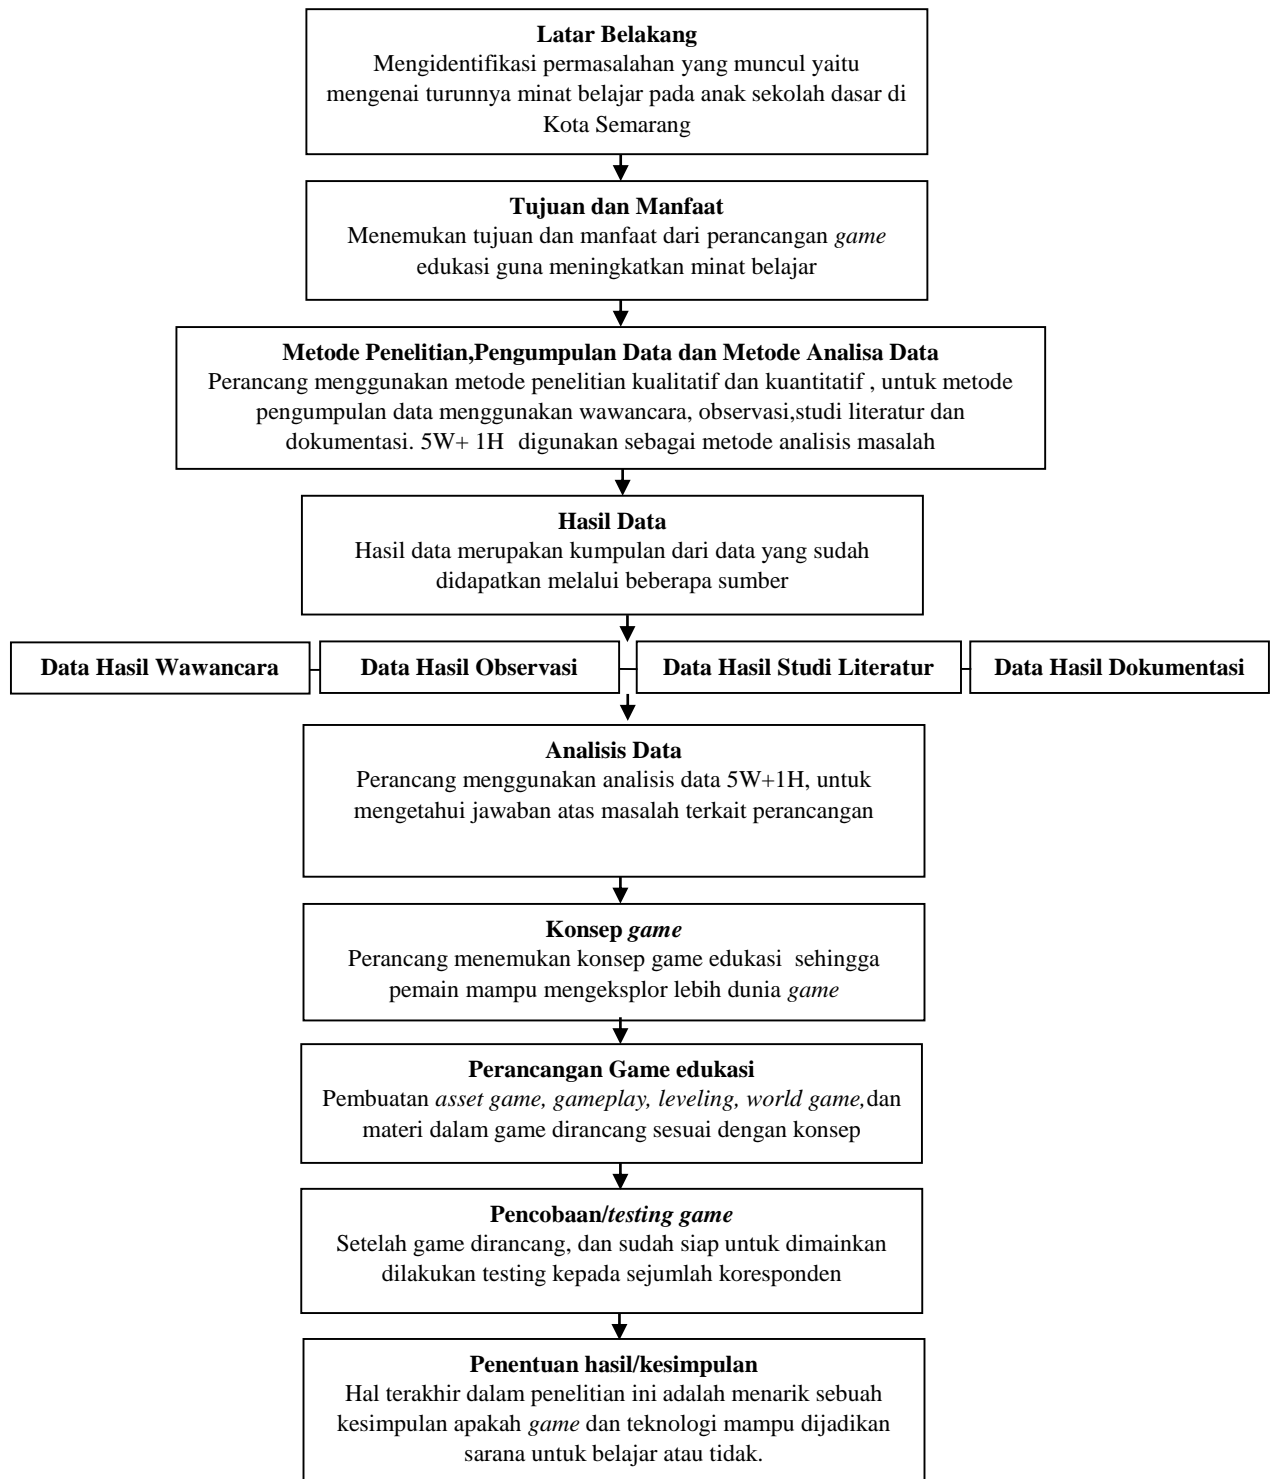 Latar Belakang
Mengidentifikasi permasalahan yang muncul yaitu
mengenai turunnya minat belajar pada anak sekolah dasar di
Kota Semarang
Tujuan dan Manfaat
Menemukan tujuan dan manfaat dari perancangan game
edukasi guna meningkatkan minat belajar
Metode Penelitian,Pengumpulan Data dan Metode Analisa Data
Perancang menggunakan metode penelitian kualitatif dan kuantitatif , untuk metode
pengumpulan data menggunakan wawancara, observasi,studi literatur dan
dokumentasi. 5W+ 1H digunakan sebagai metode analisis masalah
Hasil Data
Hasil data merupakan kumpulan dari data yang sudah
didapatkan melalui beberapa sumber
Data Hasil Wawancara
Data Hasil Observasi
Data Hasil Studi Literatur
Data Hasil Dokumentasi
Analisis Data
Perancang menggunakan analisis data 5W+1H, untuk
mengetahui jawaban atas masalah terkait perancangan
Konsep game
Perancang menemukan konsep game edukasi sehingga
pemain mampu mengeksplor lebih dunia game
Perancangan Game edukasi
Pembuatan asset game, gameplay, leveling, world game,dan
materi dalam game dirancang sesuai dengan konsep
Pencobaan/testing game
Setelah game dirancang, dan sudah siap untuk dimainkan
dilakukan testing kepada sejumlah koresponden
Penentuan hasil/kesimpulan
Hal terakhir dalam penelitian ini adalah menarik sebuah
kesimpulan apakah game dan teknologi mampu dijadikan
sarana untuk belajar atau tidak.